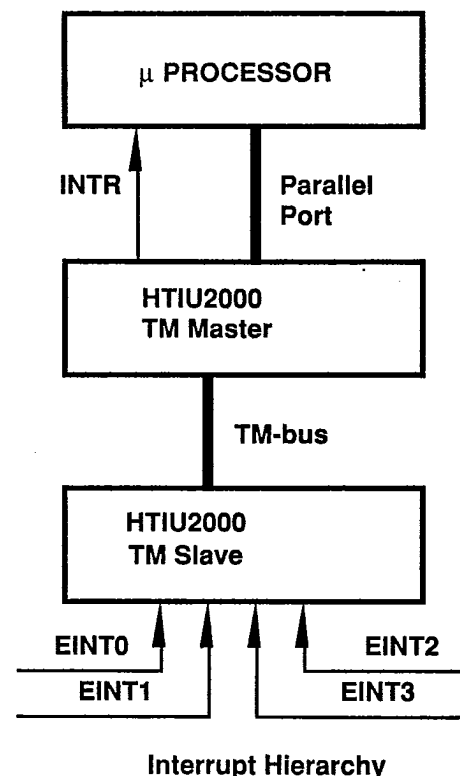 μ PROCESSOR
INTR
Parallel
Port
HTIU2000
TM Master
TM-bus
HTIU2000
TM Slave
EINT0
EINT2
EINT1
EINT3
Interrupt Hierarchy